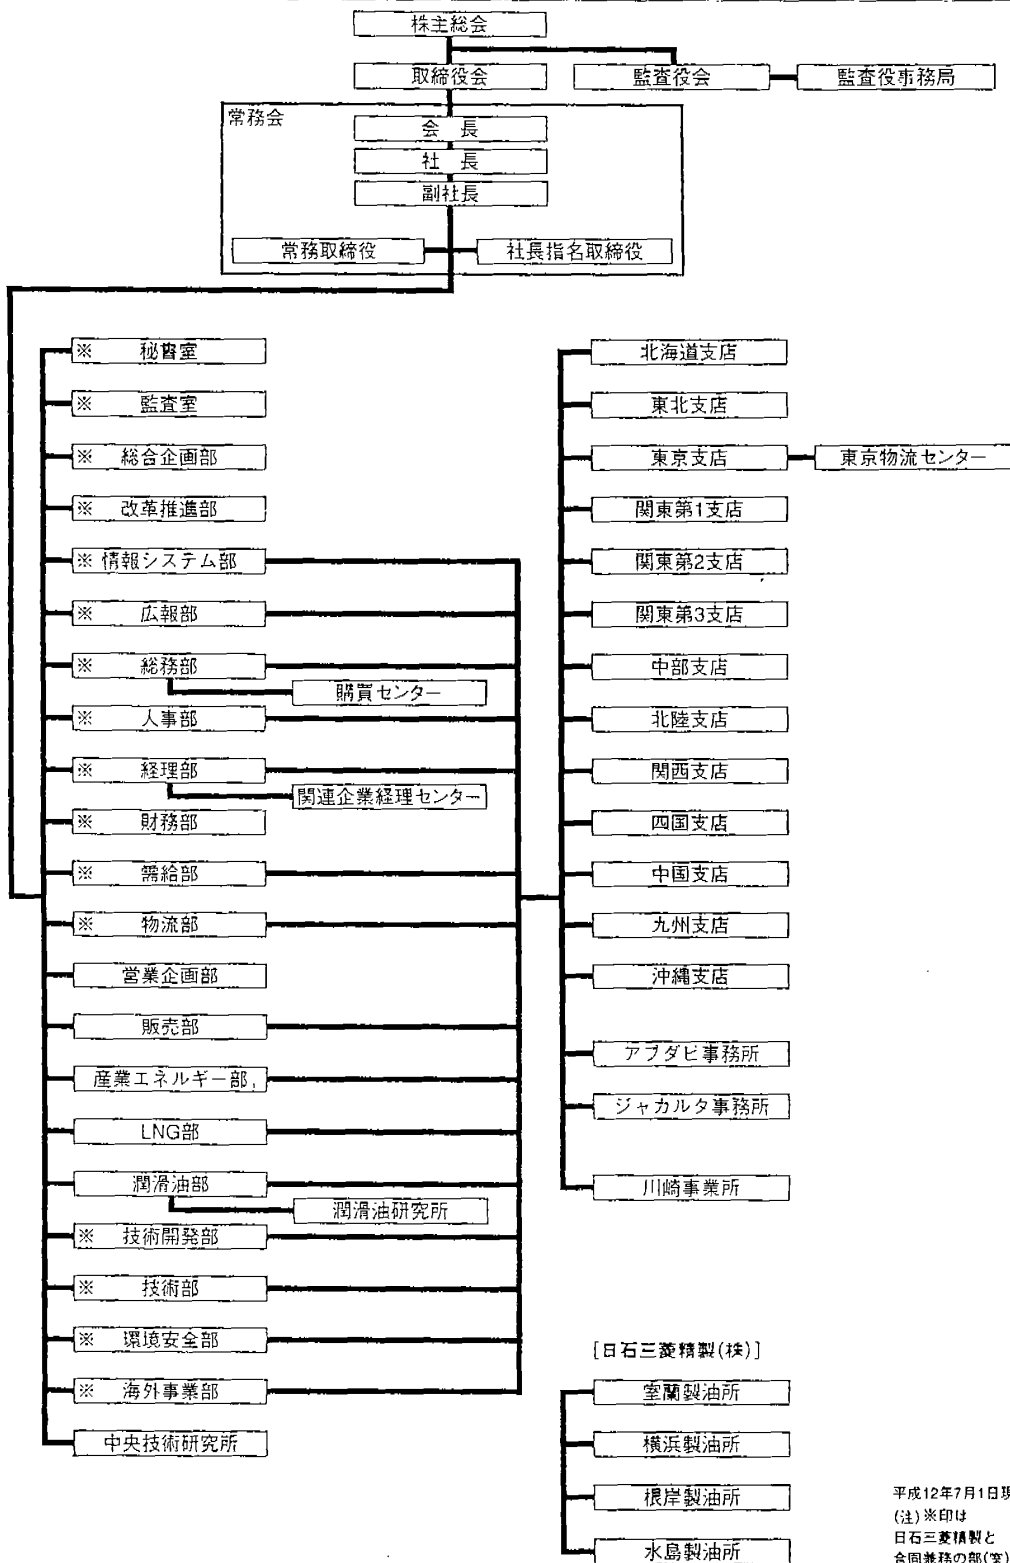 株主総会
取締役会
監査役会
監査役事務局
常務会
会 長
社 長
副社長
常務取締役
社長指名取締役
※ 秘書室
※ 監査室
※ 総合企画部
※ 改革推進部
※ 情報システム部
※ 広報部
※ 総務部
購買センター
※ 人事部
※ 経理部
関連企業経理センター
※ 財務部
※ 需給部
※ 物流部
営業企画部
販売部
産業エネルギー部
LNG部
潤滑油部
潤滑油研究所
※ 技術開発部
※ 技術部
※ 環境安全部
※ 海外事業部
中央技術研究所
北海道支店
東北支店
東京支店
東京物流センター
関東第1支店
関東第2支店
関東第3支店
中部支店
北陸支店
関西支店
四国支店
中国支店
九州支店
沖縄支店
アブダビ事務所
ジャカルタ事務所
川崎事業所
[日石三菱精製(株)]
室蘭製油所
横浜製油所
根岸製油所
水島製油所
平成12年7月1日現
(注)※印は
日石三菱精製と
合同兼務の部(室)